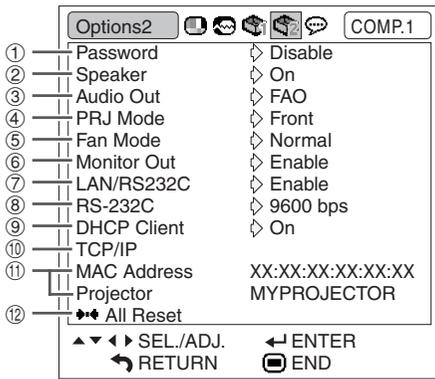 Options2 COMP.1
① Password Disable
② Speaker On
③ Audio Out FAO
④ PRJ Mode Front
⑤ Fan Mode Normal
⑥ Monitor Out Enable
⑦ LAN/RS232C Enable
⑧ RS-232C 9600 bps
⑨ DHCP Client On
⑩ TCP/IP
⑪ MAC Address XX:XX:XX:XX:XX:XX
Projector MYPROJECTOR
⑫ All Reset
SEL./ADJ. ENTER
RETURN END